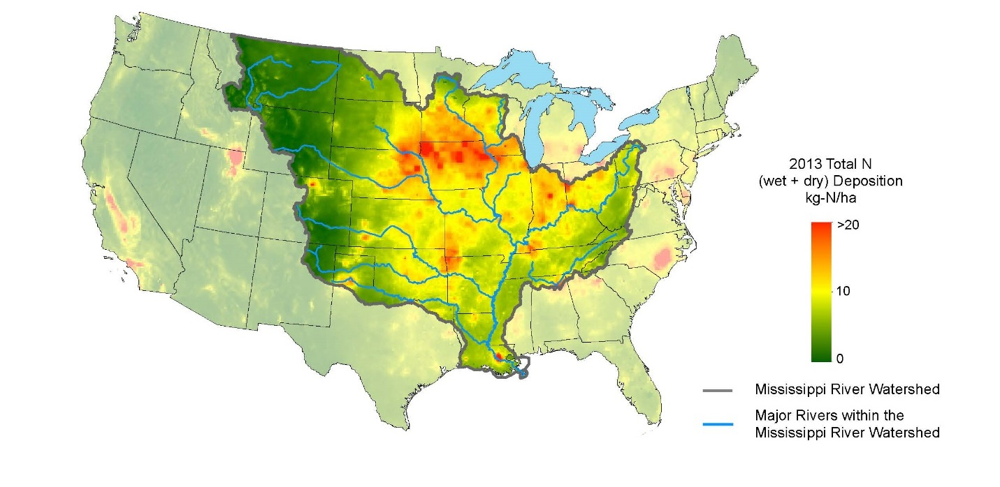 2013 Total N
(wet + dry) Deposition
kg-N/ha
>20
10
0
Mississippi River Watershed
Major Rivers within the
Mississippi River Watershed